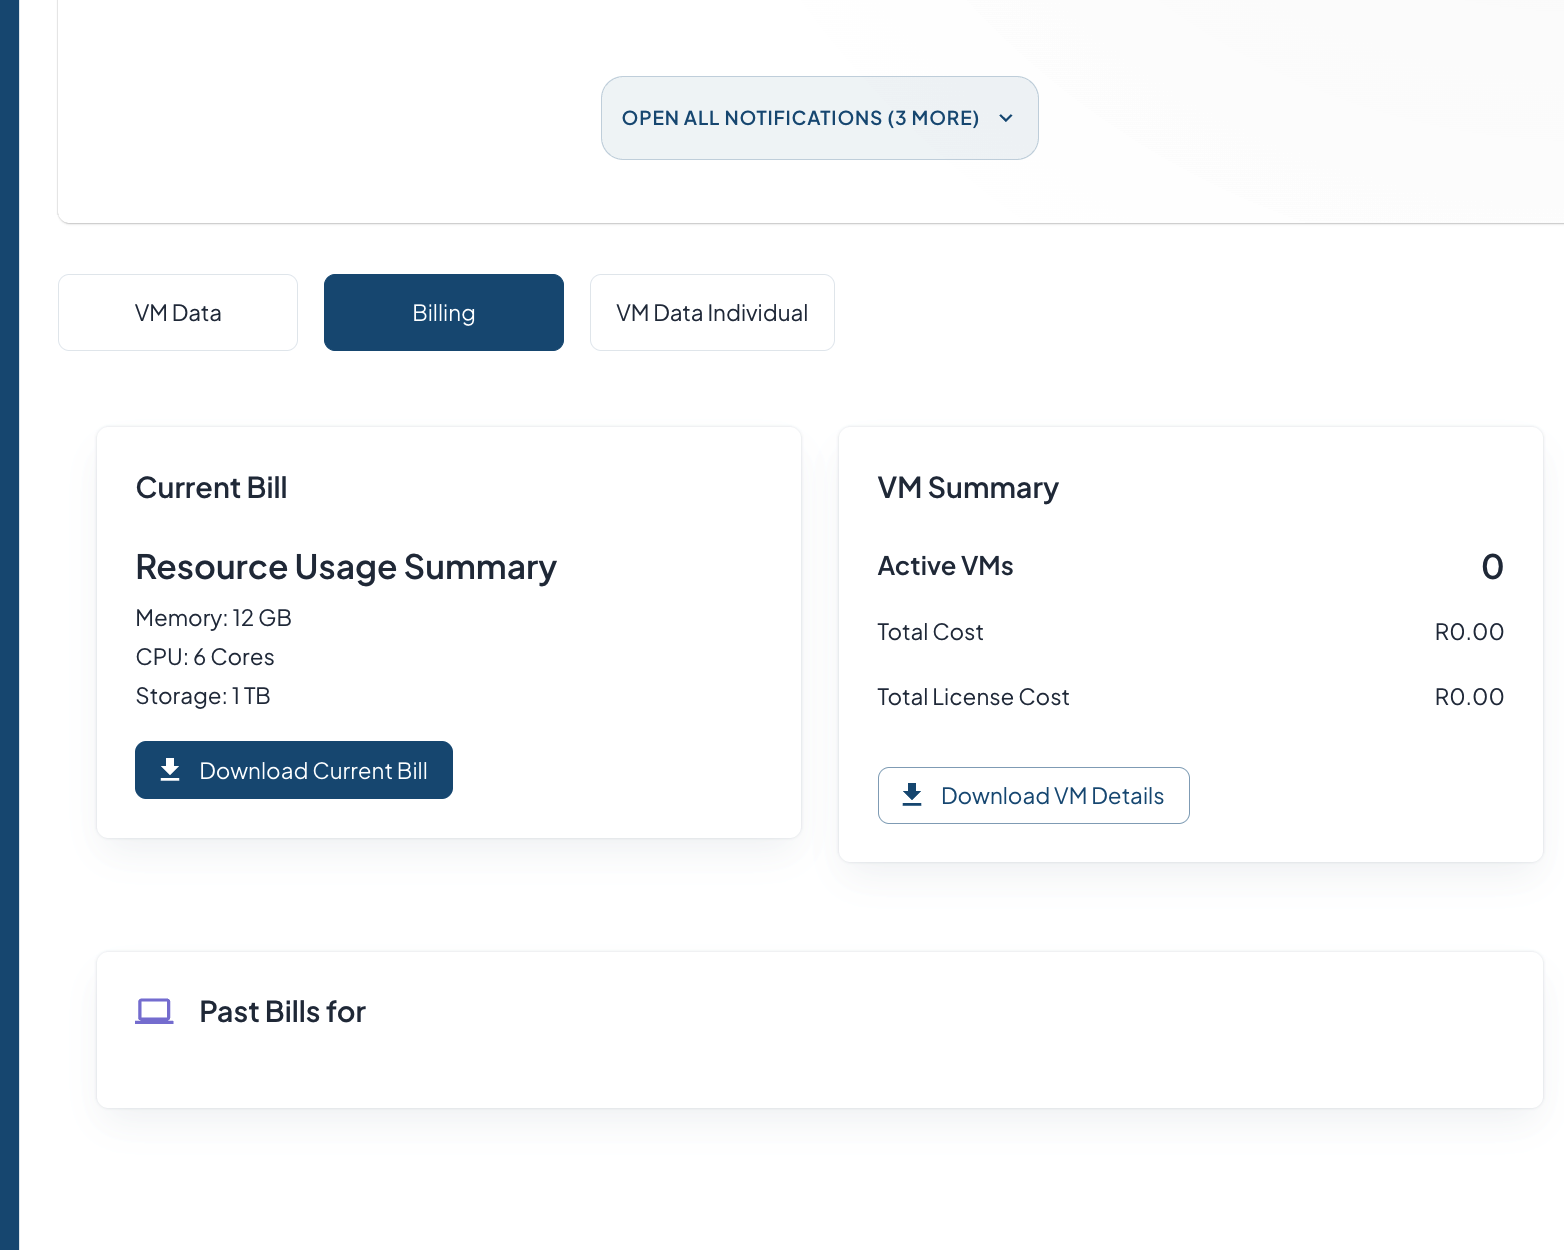 OPEN ALL NOTIFICATIONS (3 MORE)
VM Data
Billing
VM Data Individual
Current Bill
Resource Usage Summary
Memory: 12 GB
CPU: 6 Cores
Storage: 1 TB
Download Current Bill
VM Summary
Active VMs 0
Total Cost R0.00
Total License Cost R0.00
Download VM Details
Past Bills for